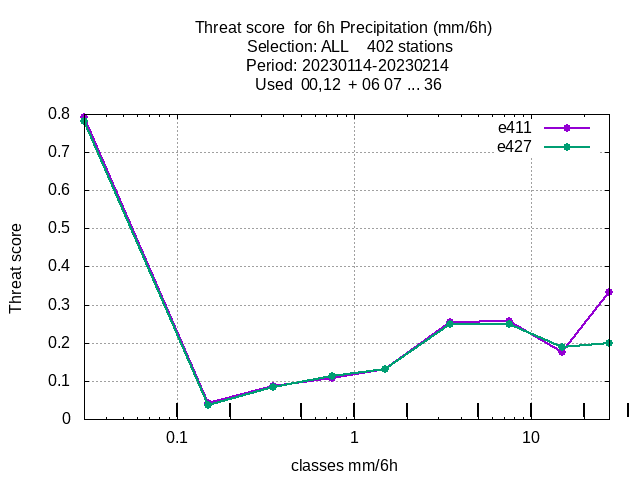 Threat score  for 6h Precipitation (mm/6h)
Selection: ALL    402 stations
Period: 20230114-20230214
Used  00,12  + 06 07 ... 36
e411
e427
0.8
0.7
0.6
0.5
0.4
0.3
0.2
0.1
0
Threat score
0.1
1
10
classes mm/6h